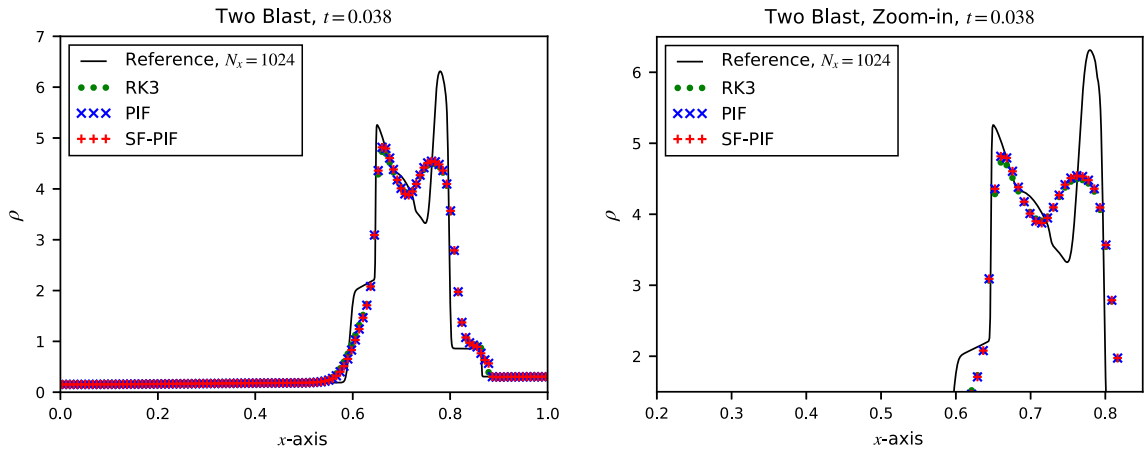 Two Blast, t = 0.038
7
6
5
4
3
2
1
0
ρ
Reference, Nx = 1024
RK3
PIF
SF-PIF
0.0 0.2 0.4 0.6 0.8 1.0
x-axis
Two Blast, Zoom-in, t = 0.038
6
5
4
3
2
ρ
Reference, Nx = 1024
RK3
PIF
SF-PIF
0.2 0.3 0.4 0.5 0.6 0.7 0.8
x-axis